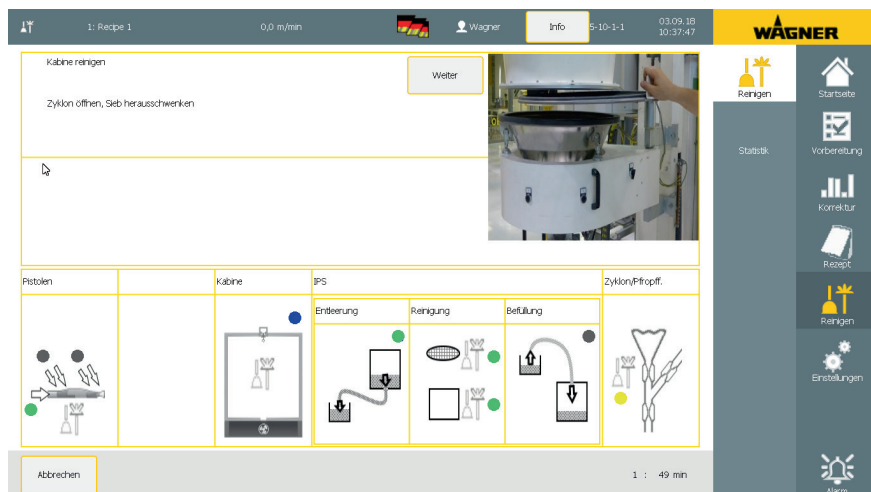 1: Recipe 1
0,0 m/min
Wagner
Info
5-10-1-1
03.09.18
10:37:47
WAGNER
Kabine reinigen
Weiter
Zyklon öffnen, Sieb herausschwenken
Reinigen
Statistik
Startseite
Vorbereitung
Korrektur
Rezept
Reinigen
Einstellungen
Alarm
Pistolen
Kabine
IPS
Zyklon/Pfropff.
Entleerung
Reinigung
Befüllung
Abbrechen
1 : 49 min